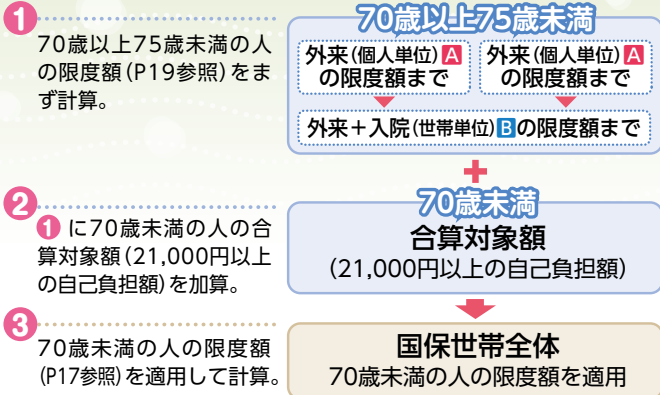 1
70歳以上75歳未満の人
の限度額(P19参照)をま
ず計算。
70歳以上75歳未満
外来(個人単位)A
の限度額まで
外来(個人単位)A
の限度額まで
外来+入院(世帯単位)Bの限度額まで
+
2
1 に70歳未満の人の合
算対象額(21,000円以上
の自己負担額)を加算。
70歳未満
合算対象額
(21,000円以上の自己負担額)
3
70歳未満の人の限度額
(P17参照)を適用して計算。
国保世帯全体
70歳未満の人の限度額を適用